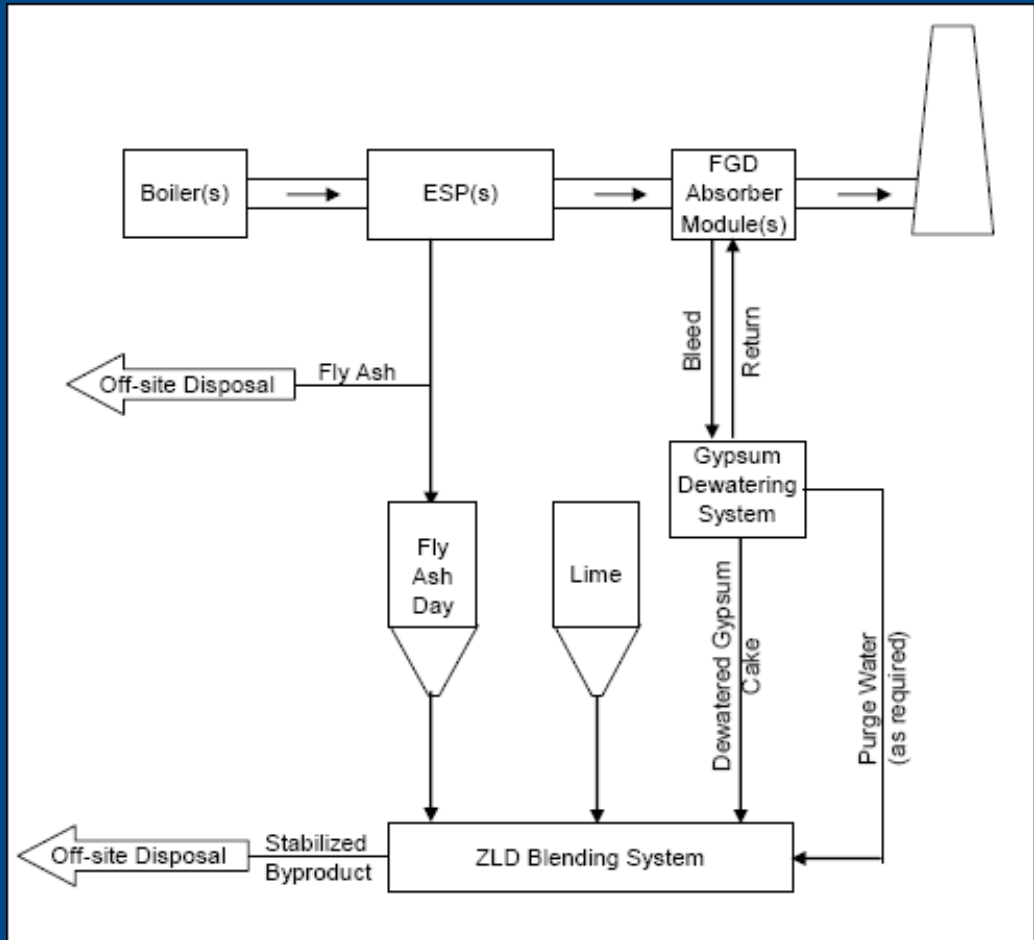 Boiler(s)
ESP(s)
FGD
Absorber
Module(s)
Bleed
Return
Fly Ash
Off-site Disposal
Gypsum
Dewatering
System
Fly
Ash
Day
Lime
Dewatered Gypsum
Cake
Purge Water
(as required)
Off-site Disposal
Stabilized
Byproduct
ZLD Blending System